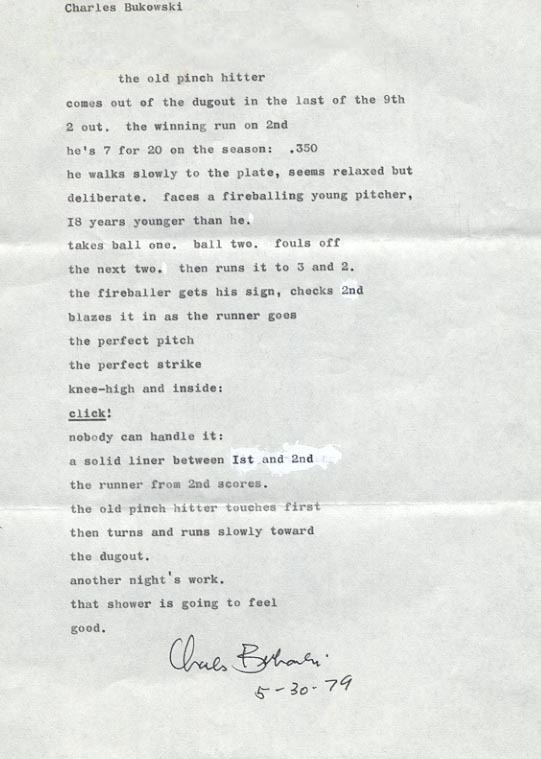 Charles Bukowski
the old pinch hitter
comes out of the dugout in the last of the 9th
2 out. the winning run on 2nd
he's 7 for 20 on the season: .350
he walks slowly to the plate, seems relaxed but
deliberate. faces a fireballing young pitcher,
I8 years younger than he.
takes ball one. ball two. fouls off
the next two. then runs it to 3 and 2.
the fireballer gets his sign, checks 2nd
blazes it in as the runner goes
the perfect pitch
the perfect strike
knee-high and inside:
click!
nobody can handle it:
a solid liner between Ist and 2nd
the runner from 2nd scores.
the old pinch hitter touches first
then turns and runs slowly toward
the dugout.
another night's work.
that shower is going to feel
good.
Charles Bukowski
5-30-79